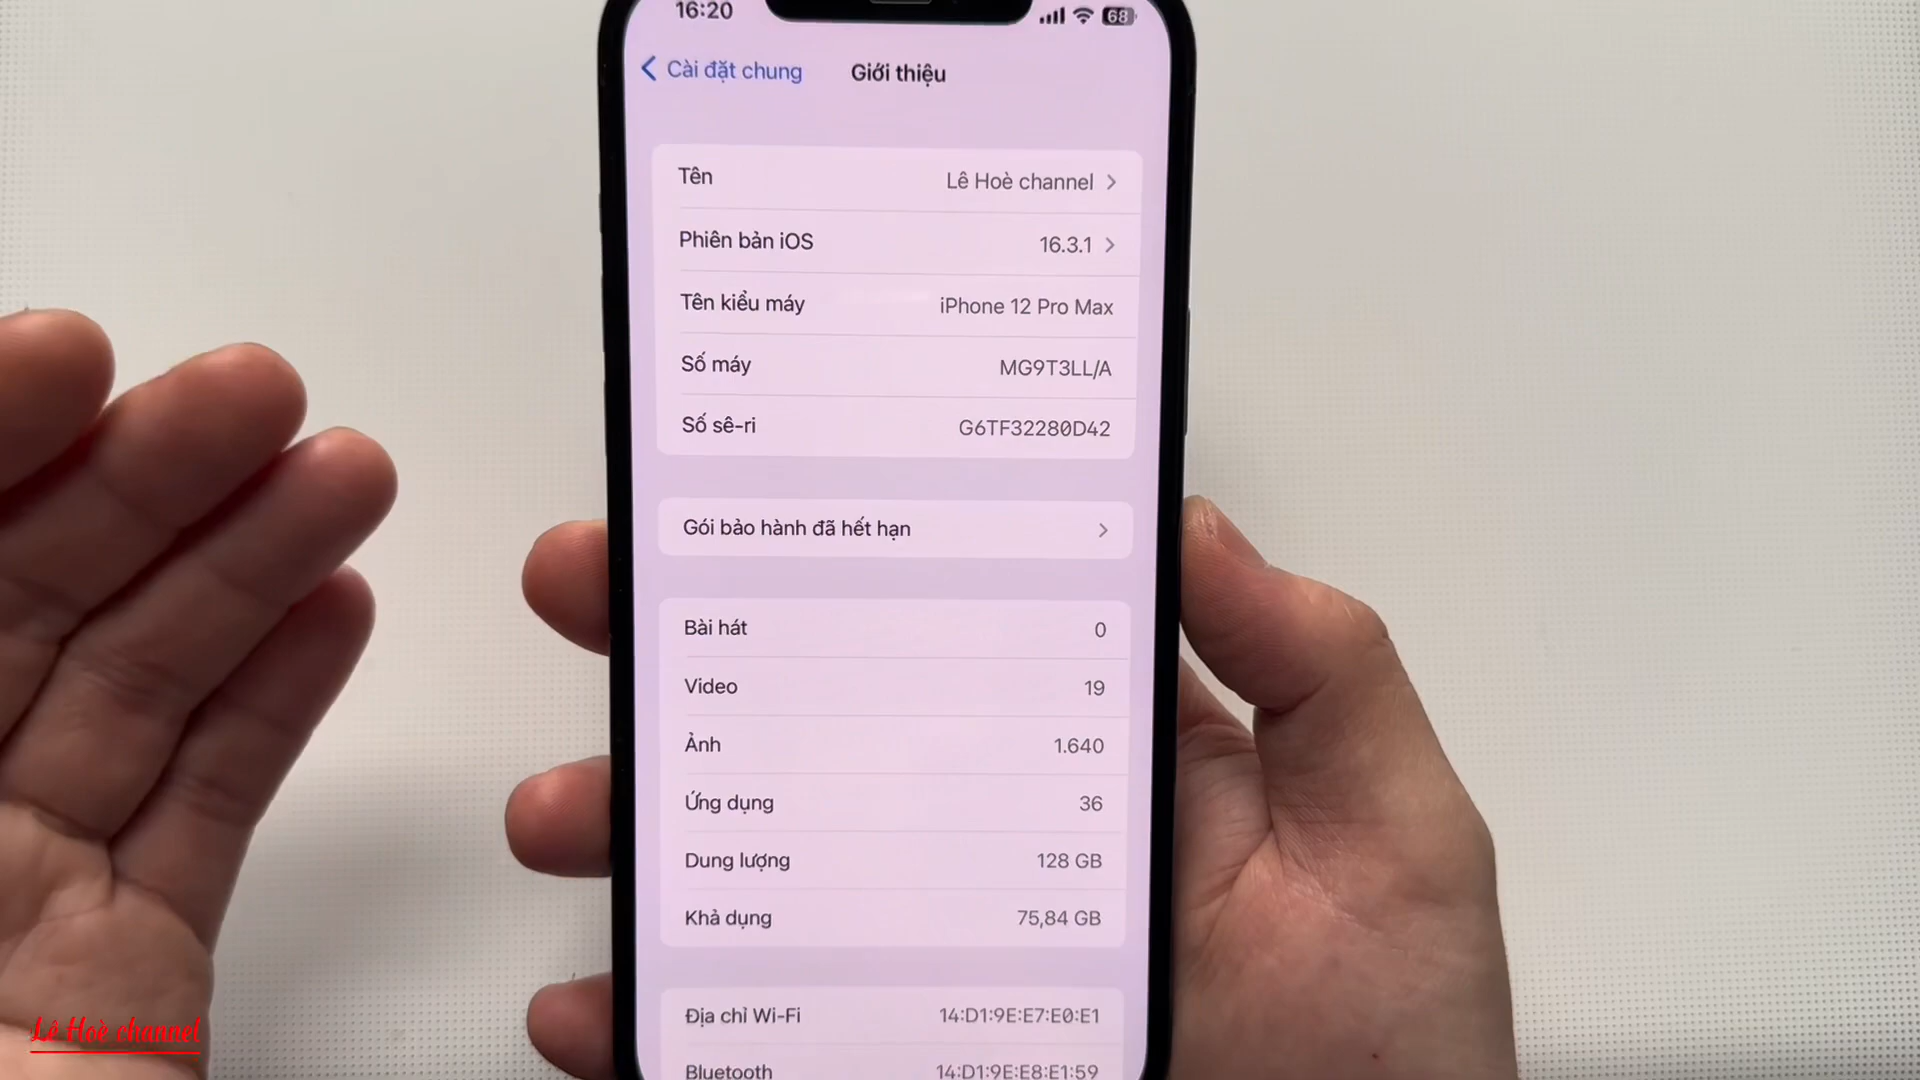 16:20
68
Cài đặt chung
Giới thiệu
Tên
Lê Hoè channel
Phiên bản iOS
16.3.1
Tên kiểu máy
iPhone 12 Pro Max
Số máy
MG9T3LL/A
Số sê-ri
G6TF32280D42
Gói bảo hành đã hết hạn
Bài hát
0
Video
19
Ảnh
1.640
Ứng dụng
36
Dung lượng
128 GB
Khả dụng
75,84 GB
Địa chỉ Wi-Fi
14:D1:9E:E7:E0:E1
Bluetooth
14:D1:9E:E8:E1:59
Lê Hoè channel